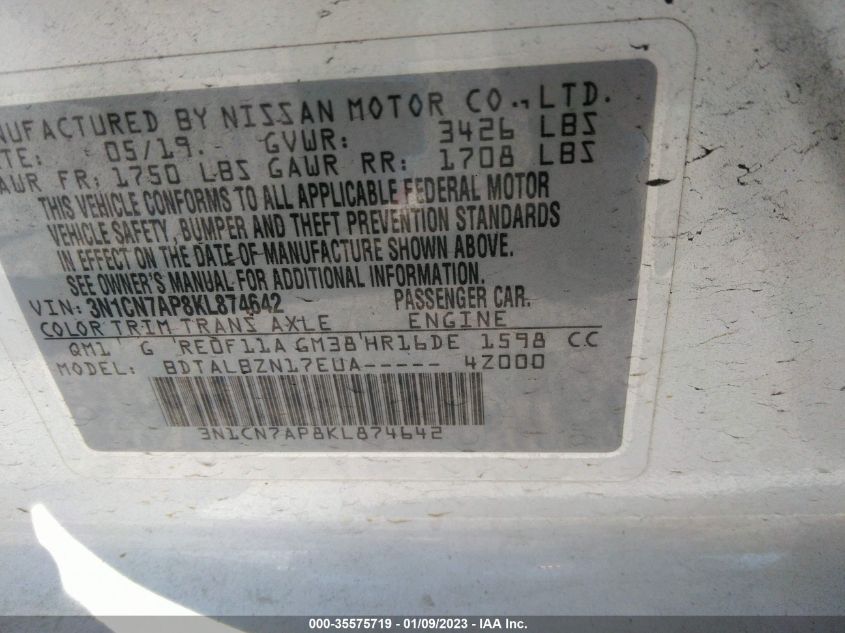 NUFACTURED BY NISSAN MOTOR CO., LTD.
TE: 05/19. GVWR: 3426 LBS
AWR FR: 1750 LBS GAWR RR: 1708 LBS
THIS VEHICLE CONFORMS TO ALL APPLICABLE FEDERAL MOTOR
VEHICLE SAFETY, BUMPER AND THEFT PREVENTION STANDARDS
IN EFFECT ON THE DATE OF MANUFACTURE SHOWN ABOVE.
SEE OWNER'S MANUAL FOR ADDITIONAL INFORMATION.
VIN: 3N1CN7AP8KL874642 PASSENGER CAR.
COLOR TRIM TRANS AXLE ENGINE
QM1 G RE0F11A GM38 HR16DE 1598 CC
MODEL: BDTALBZN17EUA----- 4Z000
3N1CN7AP8KL874642
000-35575719 - 01/09/2023 - IAA Inc.